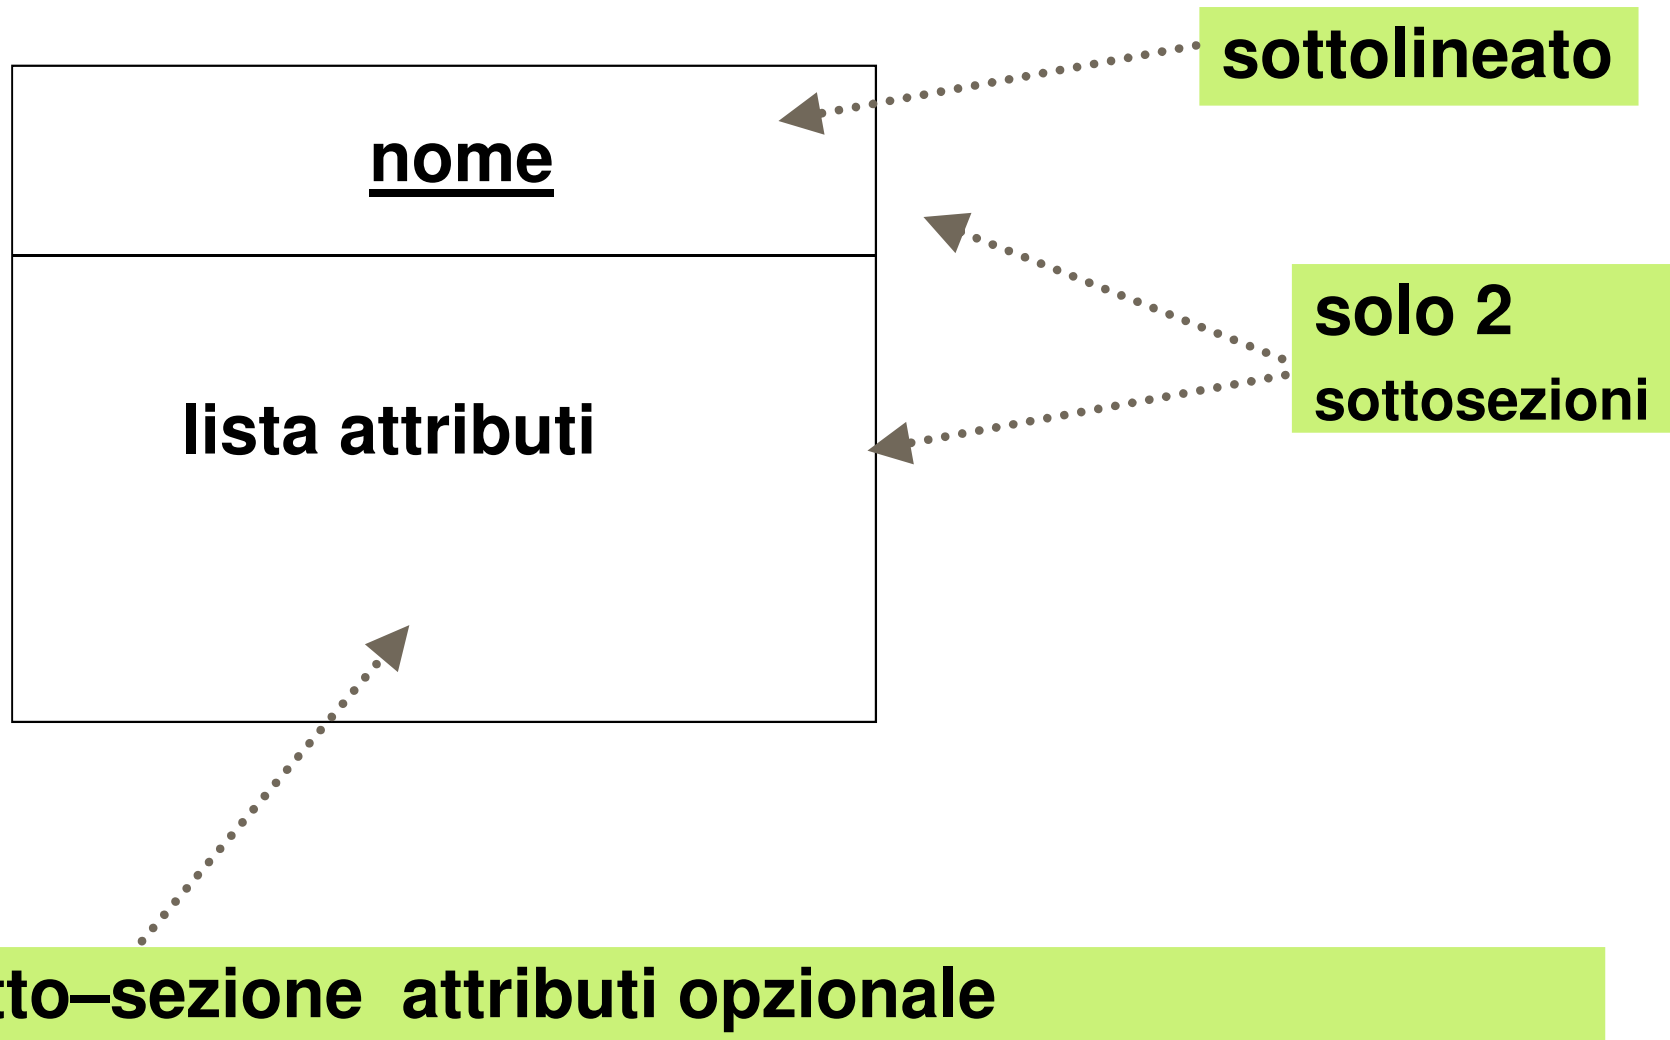 sottolineato
nome
solo 2
sottosezioni
lista attributi
tto–sezione attributi opzionale